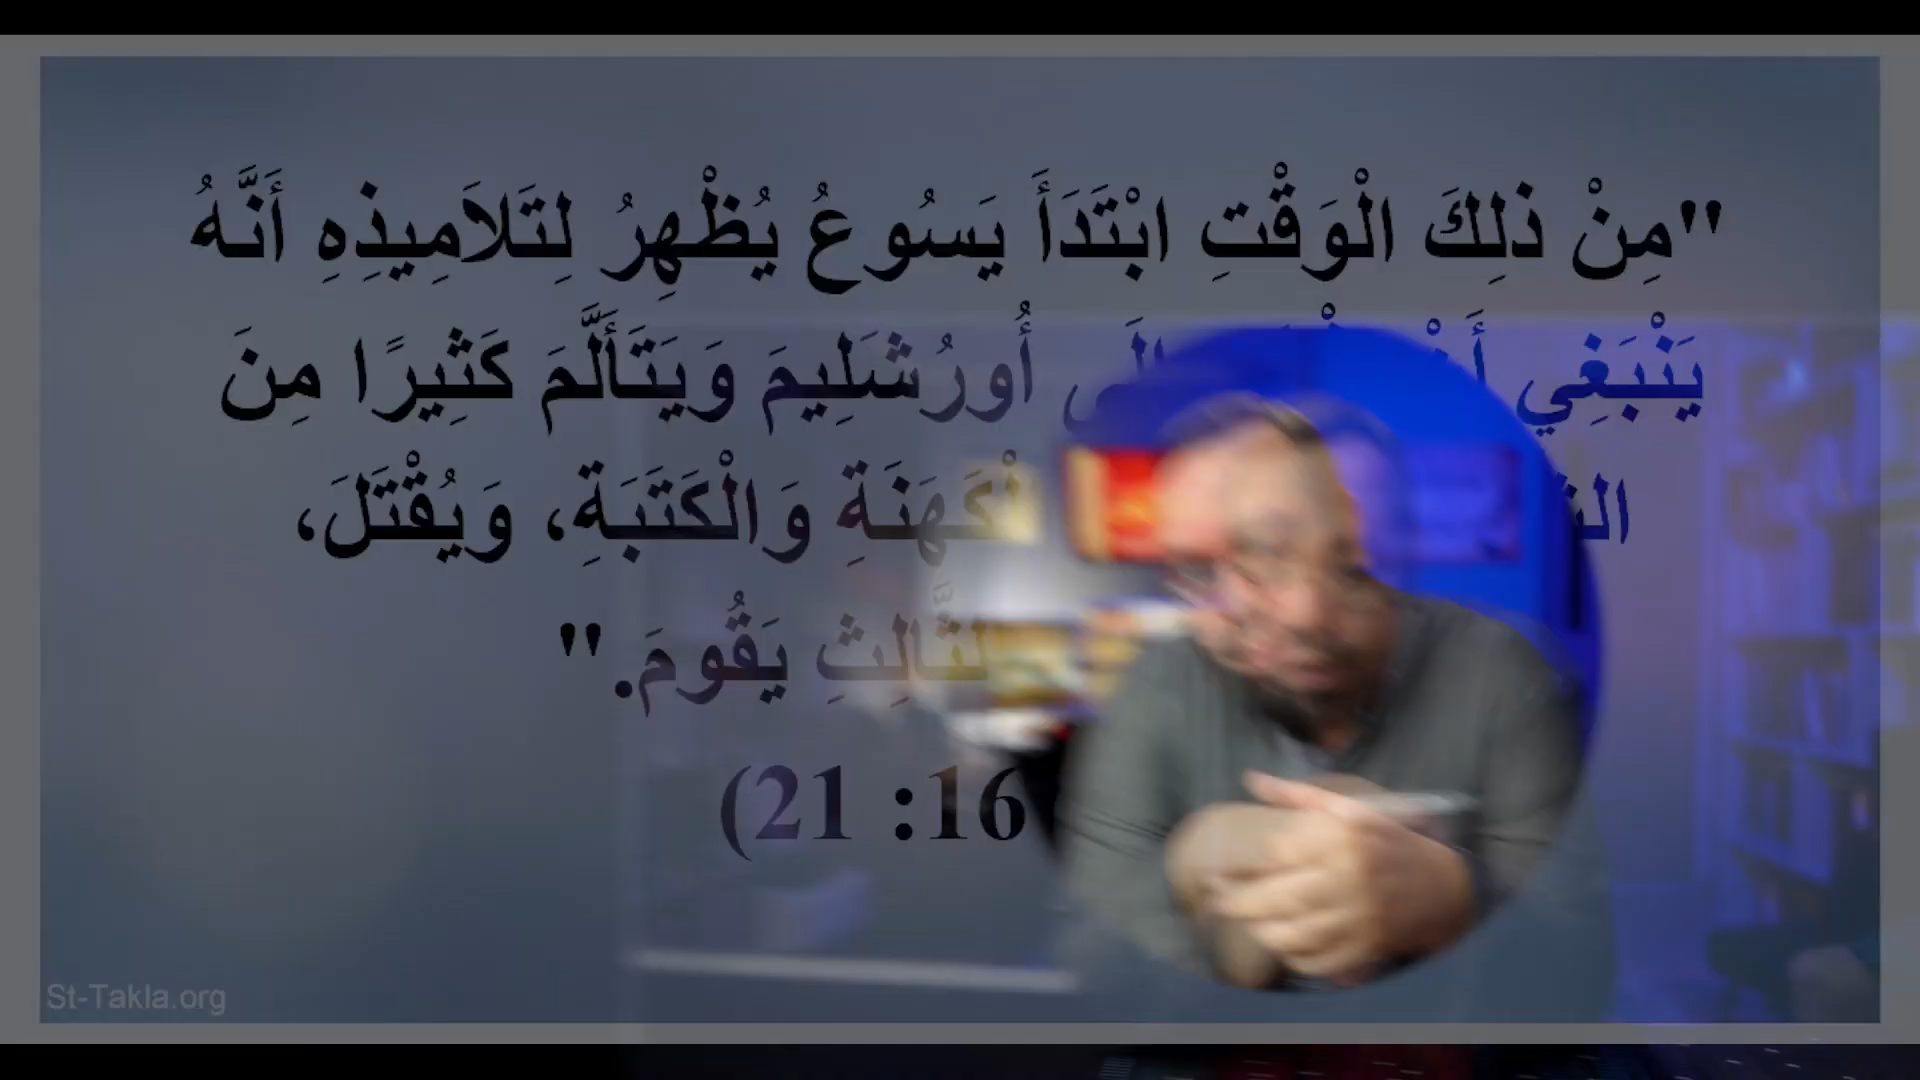 "مِنْ ذلِكَ الْوَقْتِ ابْتَدَأَ يَسُوعُ يُظْهِرُ لِتَلاَمِيذِهِ أَنَّهُ
يَنْبَغِي إِلَى أُورُشَلِيمَ وَيَتَأَلَّمَ كَثِيرًا مِنَ
وَالْكَتَبَةِ، وَيُقْتَلَ،
يَقُومَ."
16: 21)
St-Takla.org